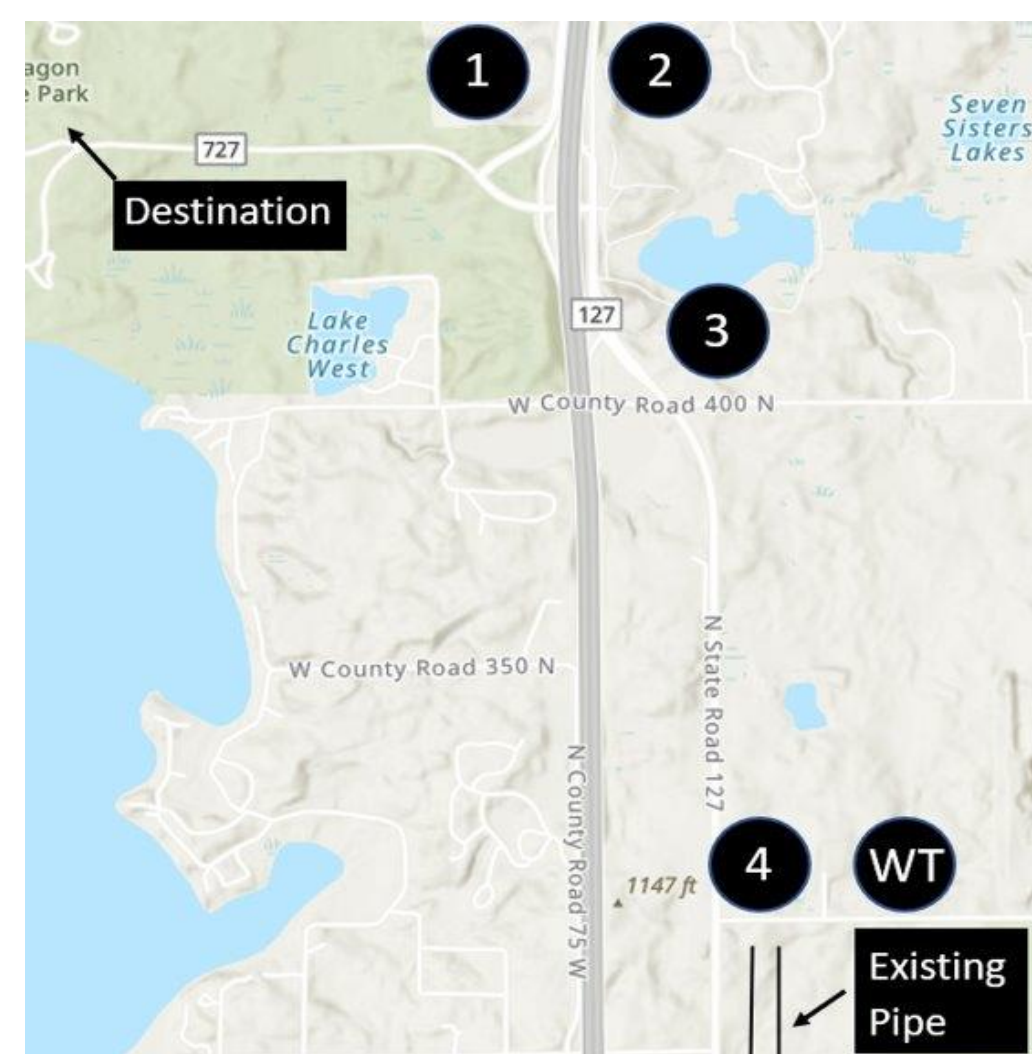 1
2
agon
e Park
Seven
Sisters
Lakes
727
Destination
127
Lake
Charles
West
3
W County Road 400 N
N State Road 127
W County Road 350 N
N County Road 75 W
4
WT
1147 ft
Existing
Pipe